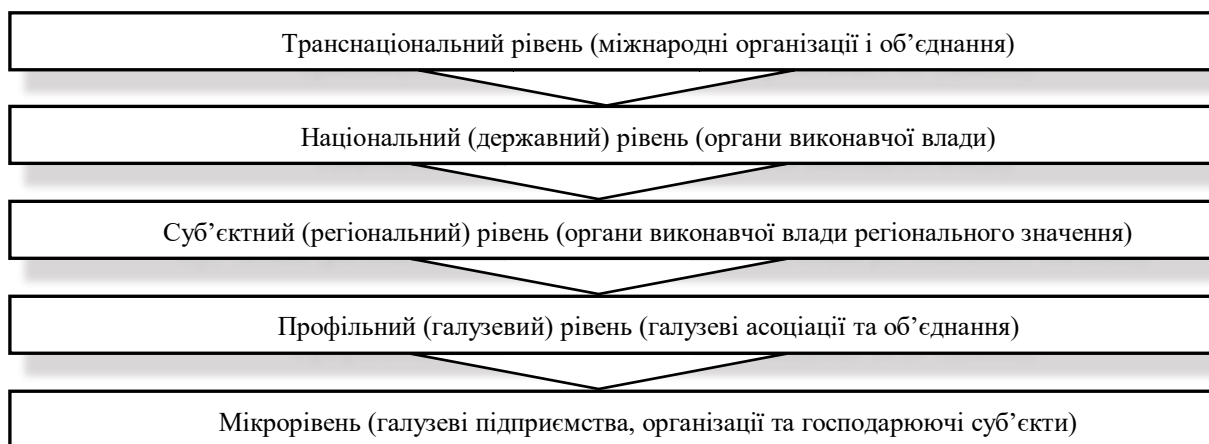 Транснаціональний рівень (міжнародні організації і об’єднання)
Національний (державний) рівень (органи виконавчої влади)
Суб’єктний (регіональний) рівень (органи виконавчої влади регіонального значення)
Профільний (галузевий) рівень (галузеві асоціації та об’єднання)
Мікрорівень (галузеві підприємства, організації та господарюючі суб’єкти)